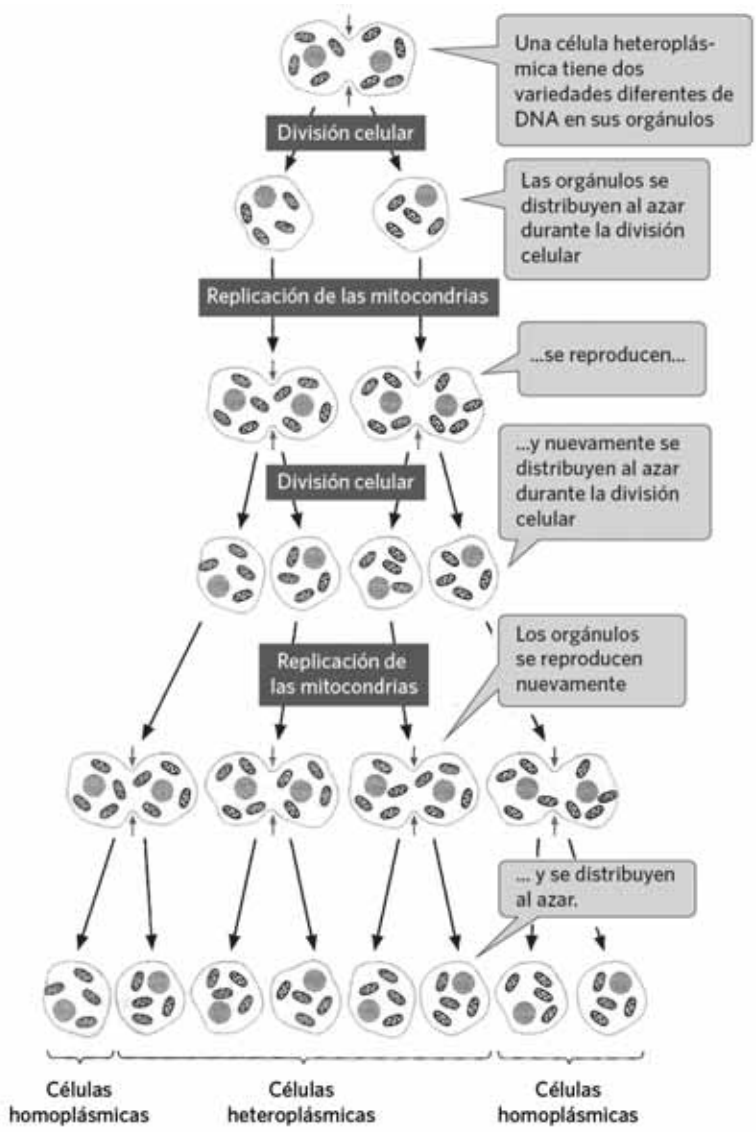 Una célula heteroplás-
mica tiene dos
variedades diferentes de
DNA en sus orgánulos
División celular
Las orgánulos se
distribuyen al azar
durante la división
celular
Replicación de las mitocondrias
...se reproducen...
...y nuevamente se
distribuyen al azar
durante la división
celular
División celular
Los orgánulos
se reproducen
nuevamente
Replicación de
las mitocondrias
... y se distribuyen
al azar.
Células
homoplásmicas
Células
heteroplásmicas
Células
homoplásmicas